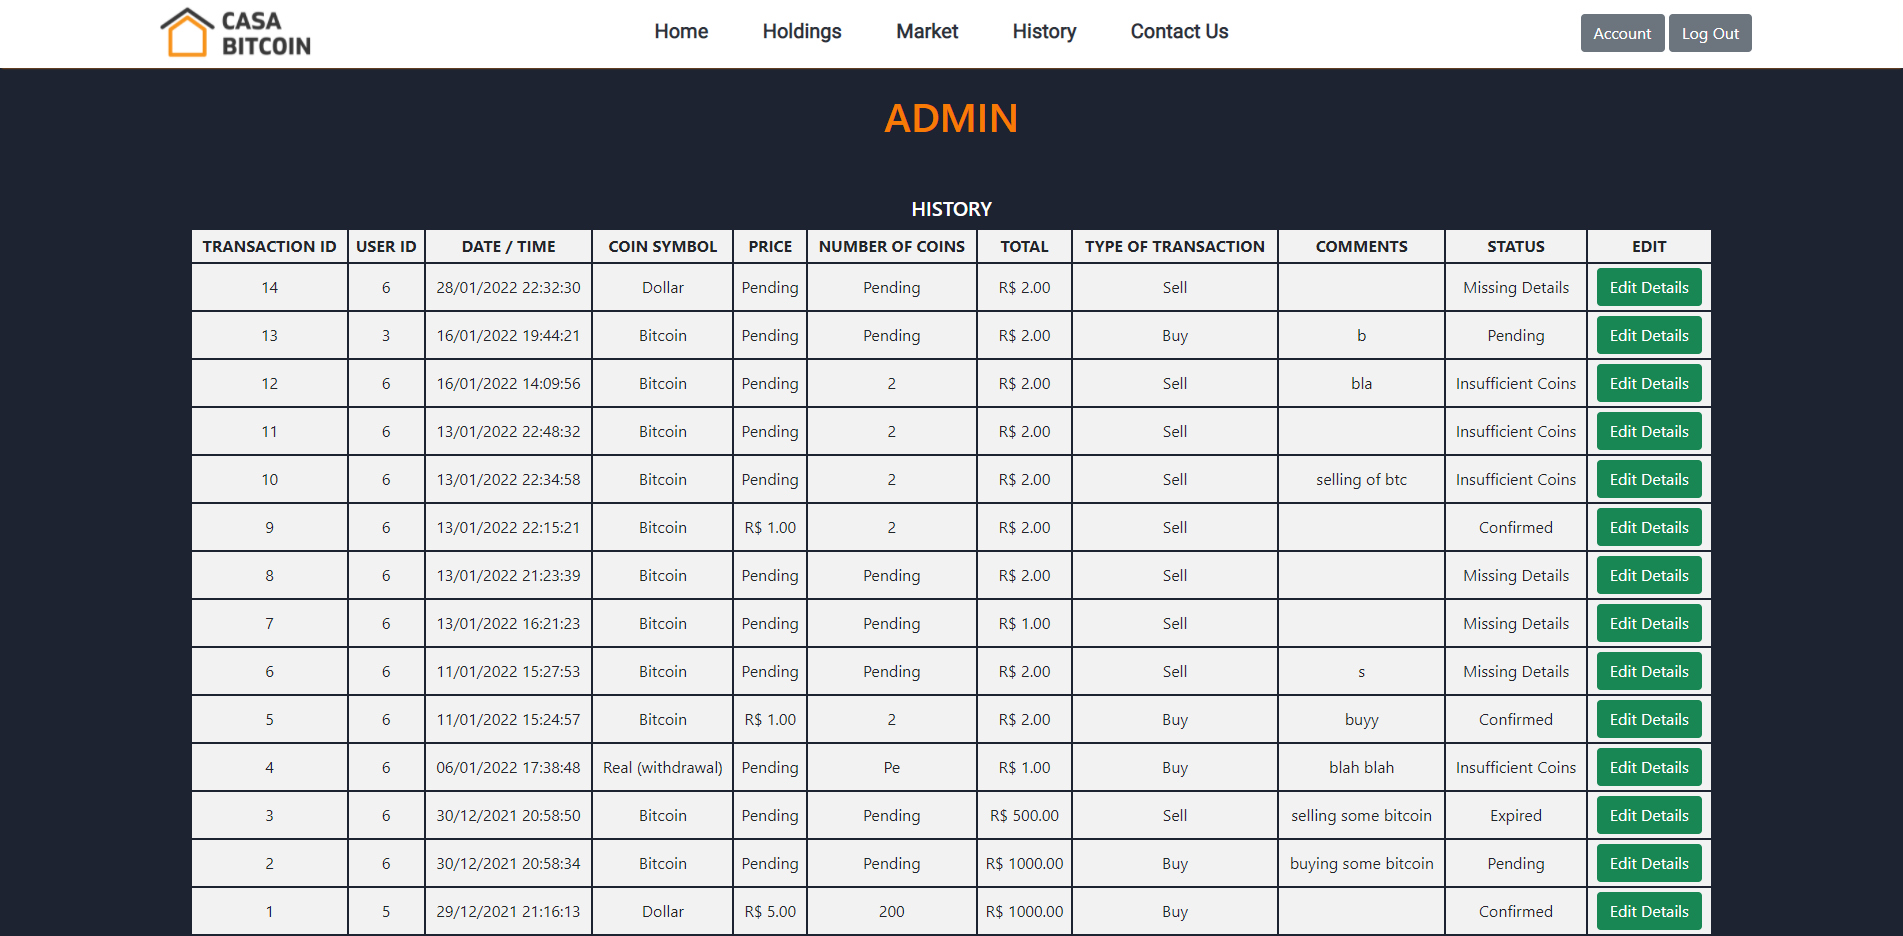 CASA
BITCOIN
Home Holdings Market History Contact Us Account Log Out
ADMIN
HISTORY
TRANSACTION ID USER ID DATE / TIME COIN SYMBOL PRICE NUMBER OF COINS TOTAL TYPE OF TRANSACTION COMMENTS STATUS EDIT
14 6 28/01/2022 22:32:30 Dollar Pending Pending R$ 2.00 Sell Missing Details Edit Details
13 3 16/01/2022 19:44:21 Bitcoin Pending Pending R$ 2.00 Buy b Pending Edit Details
12 6 16/01/2022 14:09:56 Bitcoin Pending 2 R$ 2.00 Sell bla Insufficient Coins Edit Details
11 6 13/01/2022 22:48:32 Bitcoin Pending 2 R$ 2.00 Sell Insufficient Coins Edit Details
10 6 13/01/2022 22:34:58 Bitcoin Pending 2 R$ 2.00 Sell selling of btc Insufficient Coins Edit Details
9 6 13/01/2022 22:15:21 Bitcoin R$ 1.00 2 R$ 2.00 Sell Confirmed Edit Details
8 6 13/01/2022 21:23:39 Bitcoin Pending Pending R$ 2.00 Sell Missing Details Edit Details
7 6 13/01/2022 16:21:23 Bitcoin Pending Pending R$ 1.00 Sell Missing Details Edit Details
6 6 11/01/2022 15:27:53 Bitcoin Pending Pending R$ 2.00 Sell s Missing Details Edit Details
5 6 11/01/2022 15:24:57 Bitcoin R$ 1.00 2 R$ 2.00 Buy buyy Confirmed Edit Details
4 6 06/01/2022 17:38:48 Real (withdrawal) Pending Pe R$ 1.00 Buy blah blah Insufficient Coins Edit Details
3 6 30/12/2021 20:58:50 Bitcoin Pending Pending R$ 500.00 Sell selling some bitcoin Expired Edit Details
2 6 30/12/2021 20:58:34 Bitcoin Pending Pending R$ 1000.00 Buy buying some bitcoin Pending Edit Details
1 5 29/12/2021 21:16:13 Dollar R$ 5.00 200 R$ 1000.00 Buy Confirmed Edit Details